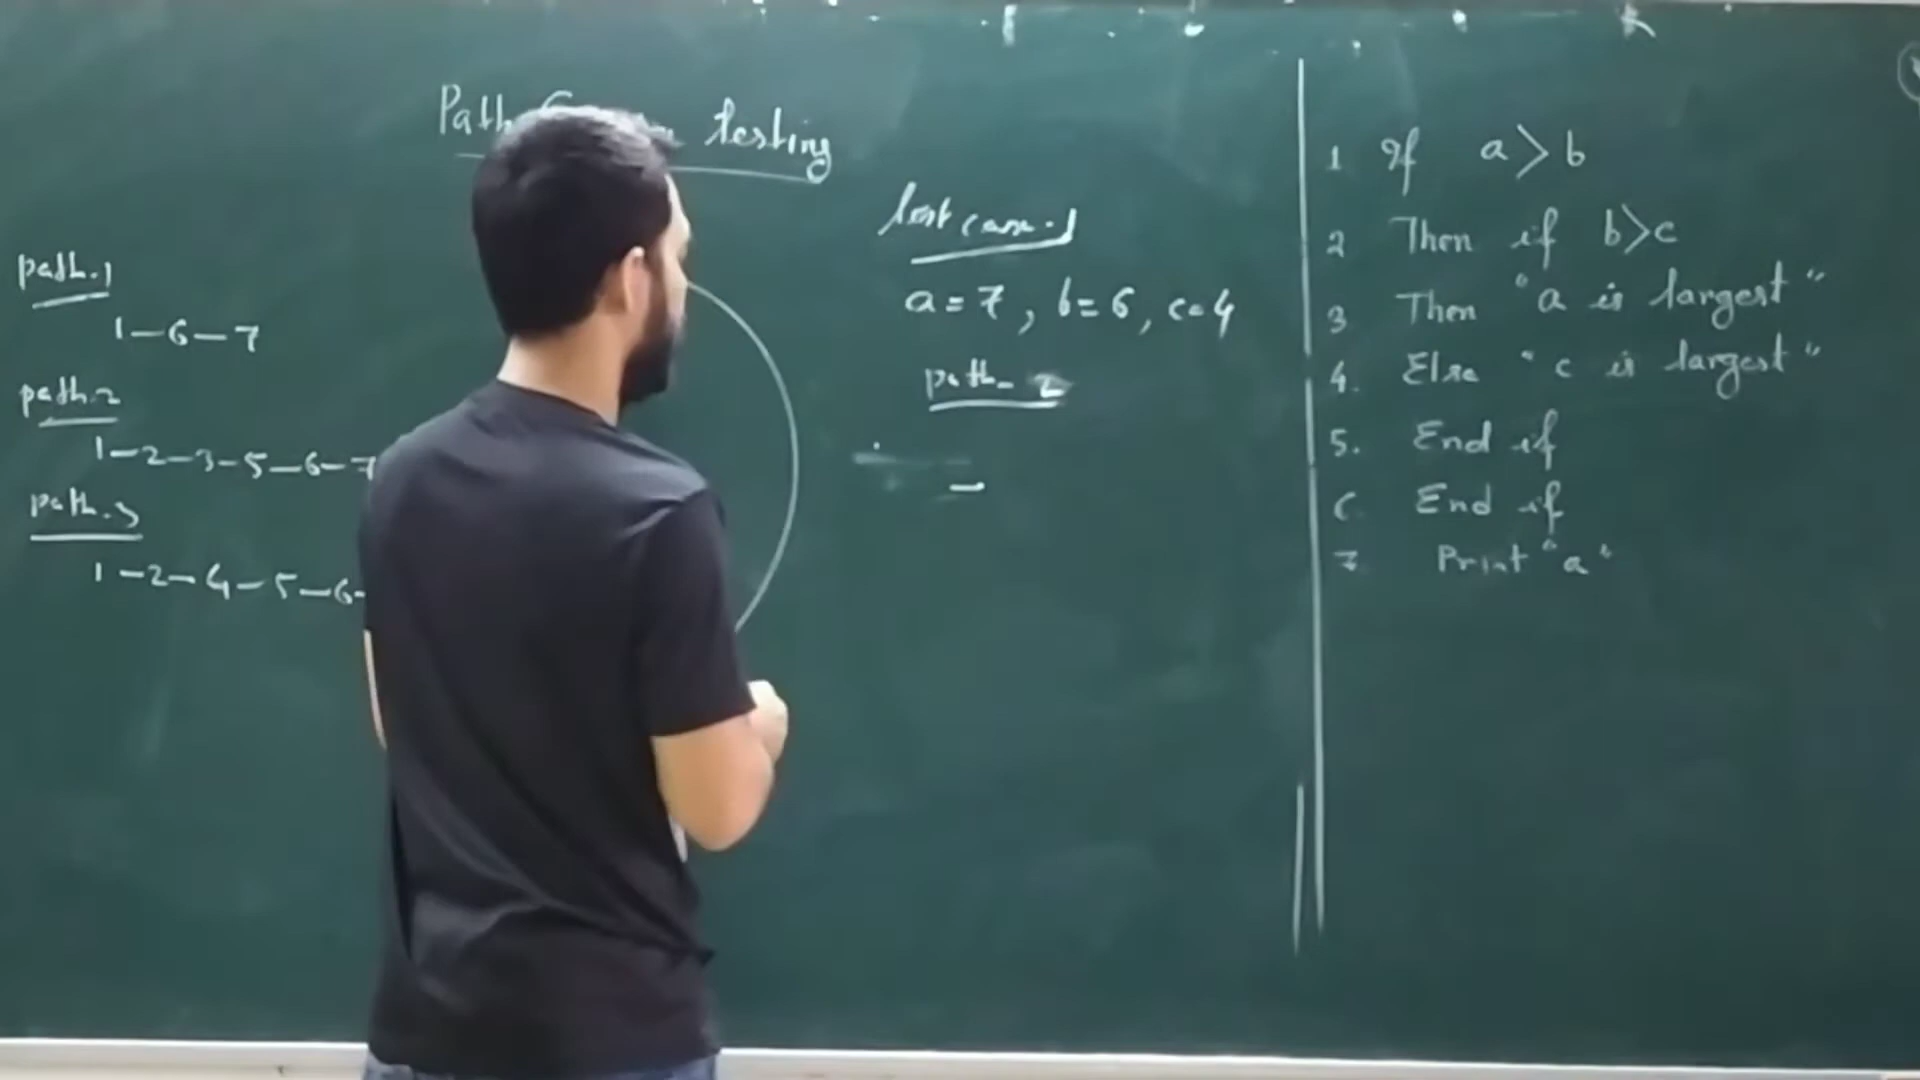 Path testing
path.1
1-6-7
path.2
1-2-3-5-6-7
path.3
1-2-4-5-6-
test case.1
a=7, b=6, c=4
path-2
1 If a>b
2 Then if b>c
3 Then "a is largest"
4. Else "c is largest"
5. End if
6. End if
7 Print "a"